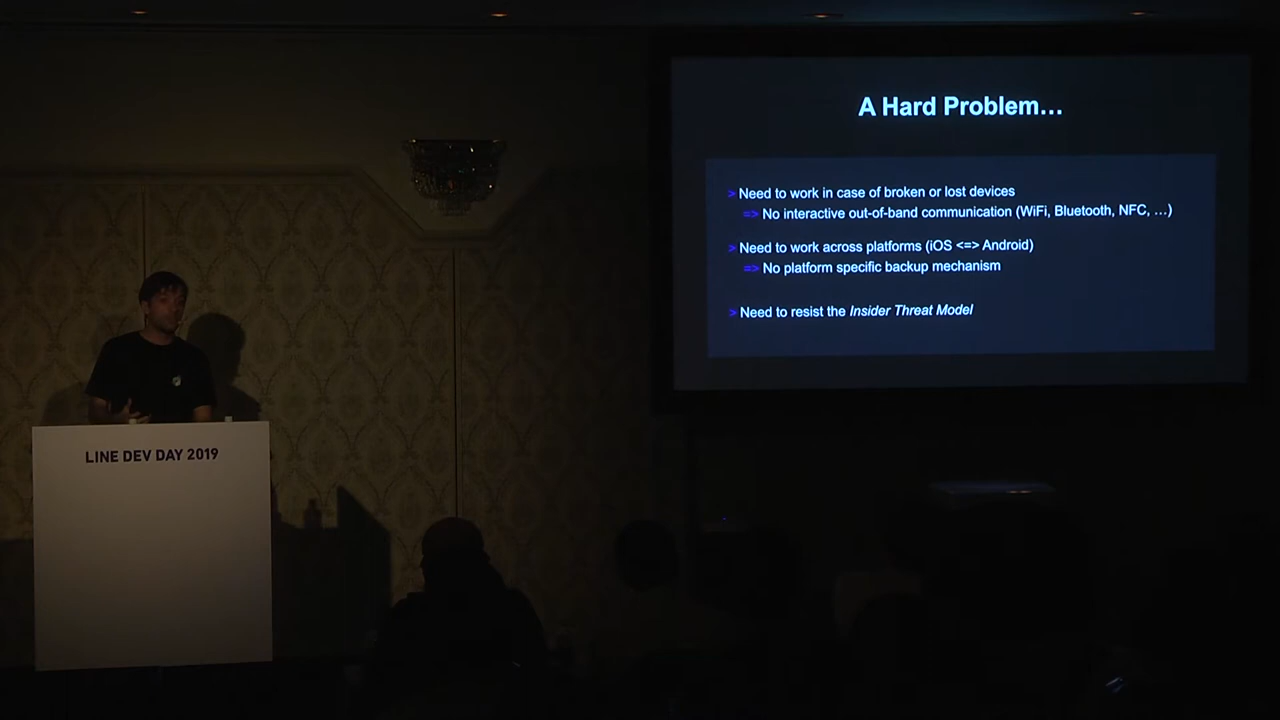 A Hard Problem…
> Need to work in case of broken or lost devices
=> No interactive out-of-band communication (WiFi, Bluetooth, NFC, …)
> Need to work across platforms (iOS <=> Android)
=> No platform specific backup mechanism
> Need to resist the Insider Threat Model
LINE DEV DAY 2019